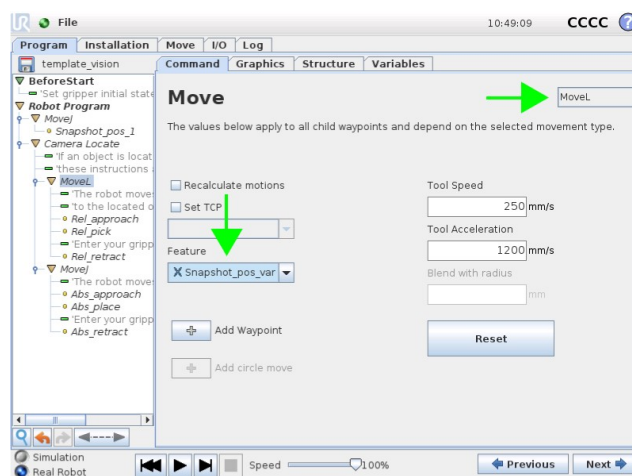 UR File 10:49:09 CCCC ?
Program Installation Move I/O Log
template_vision
Command Graphics Structure Variables
BeforeStart
'Set gripper initial state
Robot Program
MoveJ
Snapshot_pos_1
Camera Locate
'If an object is locat
'these instructions
MoveL
'The robot move
'to the located o
Rel_approach
Rel_pick
'Enter your gripp
Rel_retract
MoveJ
'The robot move
Abs_approach
Abs_place
'Enter your gripp
Abs_retract
Move
MoveL
The values below apply to all child waypoints and depend on the selected movement type.
Recalculate motions
Set TCP
Feature
Snapshot_pos_var
Add Waypoint
Add circle move
Tool Speed
250 mm/s
Tool Acceleration
1200 mm/s
Blend with radius
mm
Reset
Simulation
Real Robot
Speed 100%
Previous Next